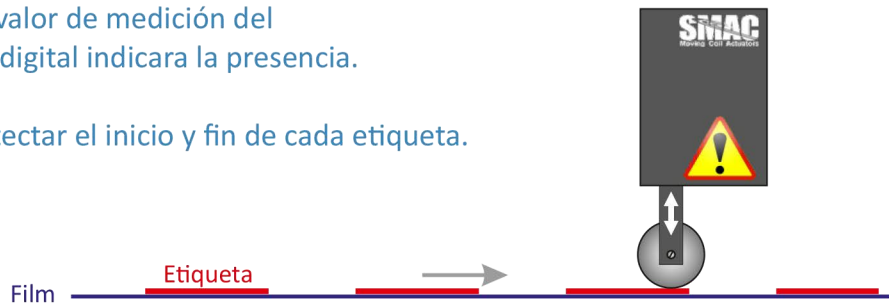 valor de medición del
digital indicara la presencia.
ectar el inicio y fin de cada etiqueta.
SMAC
Moving Coil Actuators
Etiqueta
Film